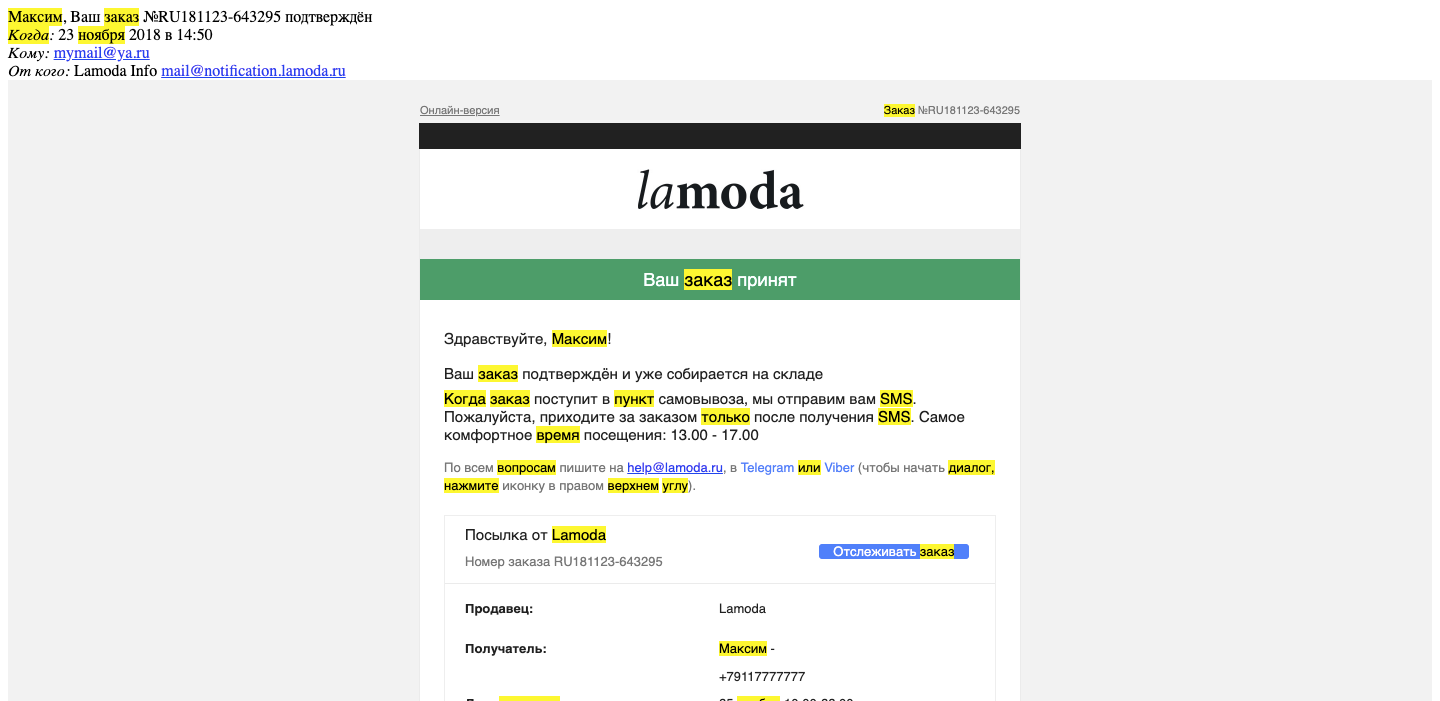 Максим, Ваш заказ №RU181123-643295 подтверждён
Когда: 23 ноября 2018 в 14:50
Кому: mymail@ya.ru
От кого: Lamoda Info mail@notification.lamoda.ru
Онлайн-версия
Заказ №RU181123-643295
lamoda
Ваш заказ принят
Здравствуйте, Максим!
Ваш заказ подтверждён и уже собирается на складе
Когда заказ поступит в пункт самовывоза, мы отправим вам SMS.
Пожалуйста, приходите за заказом только после получения SMS. Самое
комфортное время посещения: 13.00 - 17.00
По всем вопросам пишите на help@lamoda.ru, в Telegram или Viber (чтобы начать диалог,
нажмите иконку в правом верхнем углу).
Посылка от Lamoda
Номер заказа RU181123-643295
Отслеживать заказ
Продавец: Lamoda
Получатель: Максим -
+79117777777